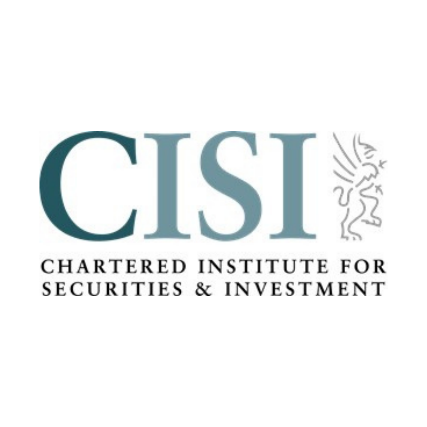 CISI
CHARTERED INSTITUTE FOR
SECURITIES & INVESTMENT